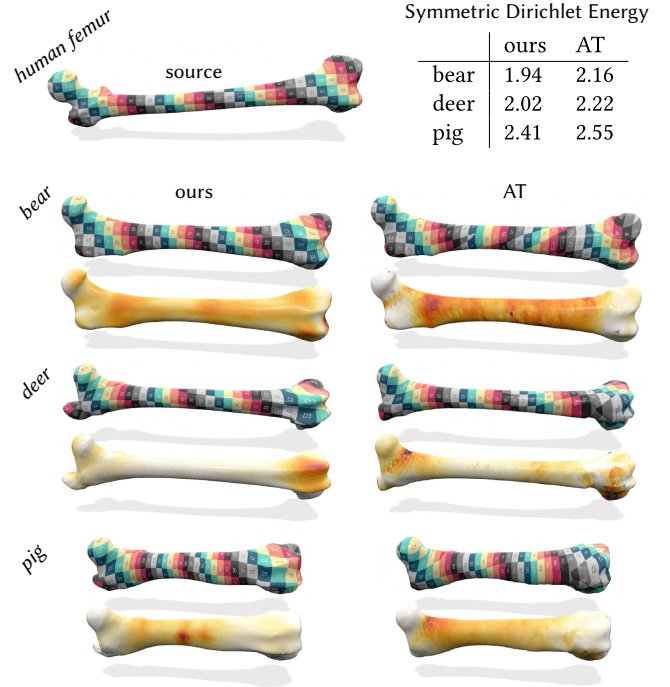 human femur
source
Symmetric Dirichlet Energy
ours AT
bear 1.94 2.16
deer 2.02 2.22
pig 2.41 2.55
ours AT
bear
deer
pig